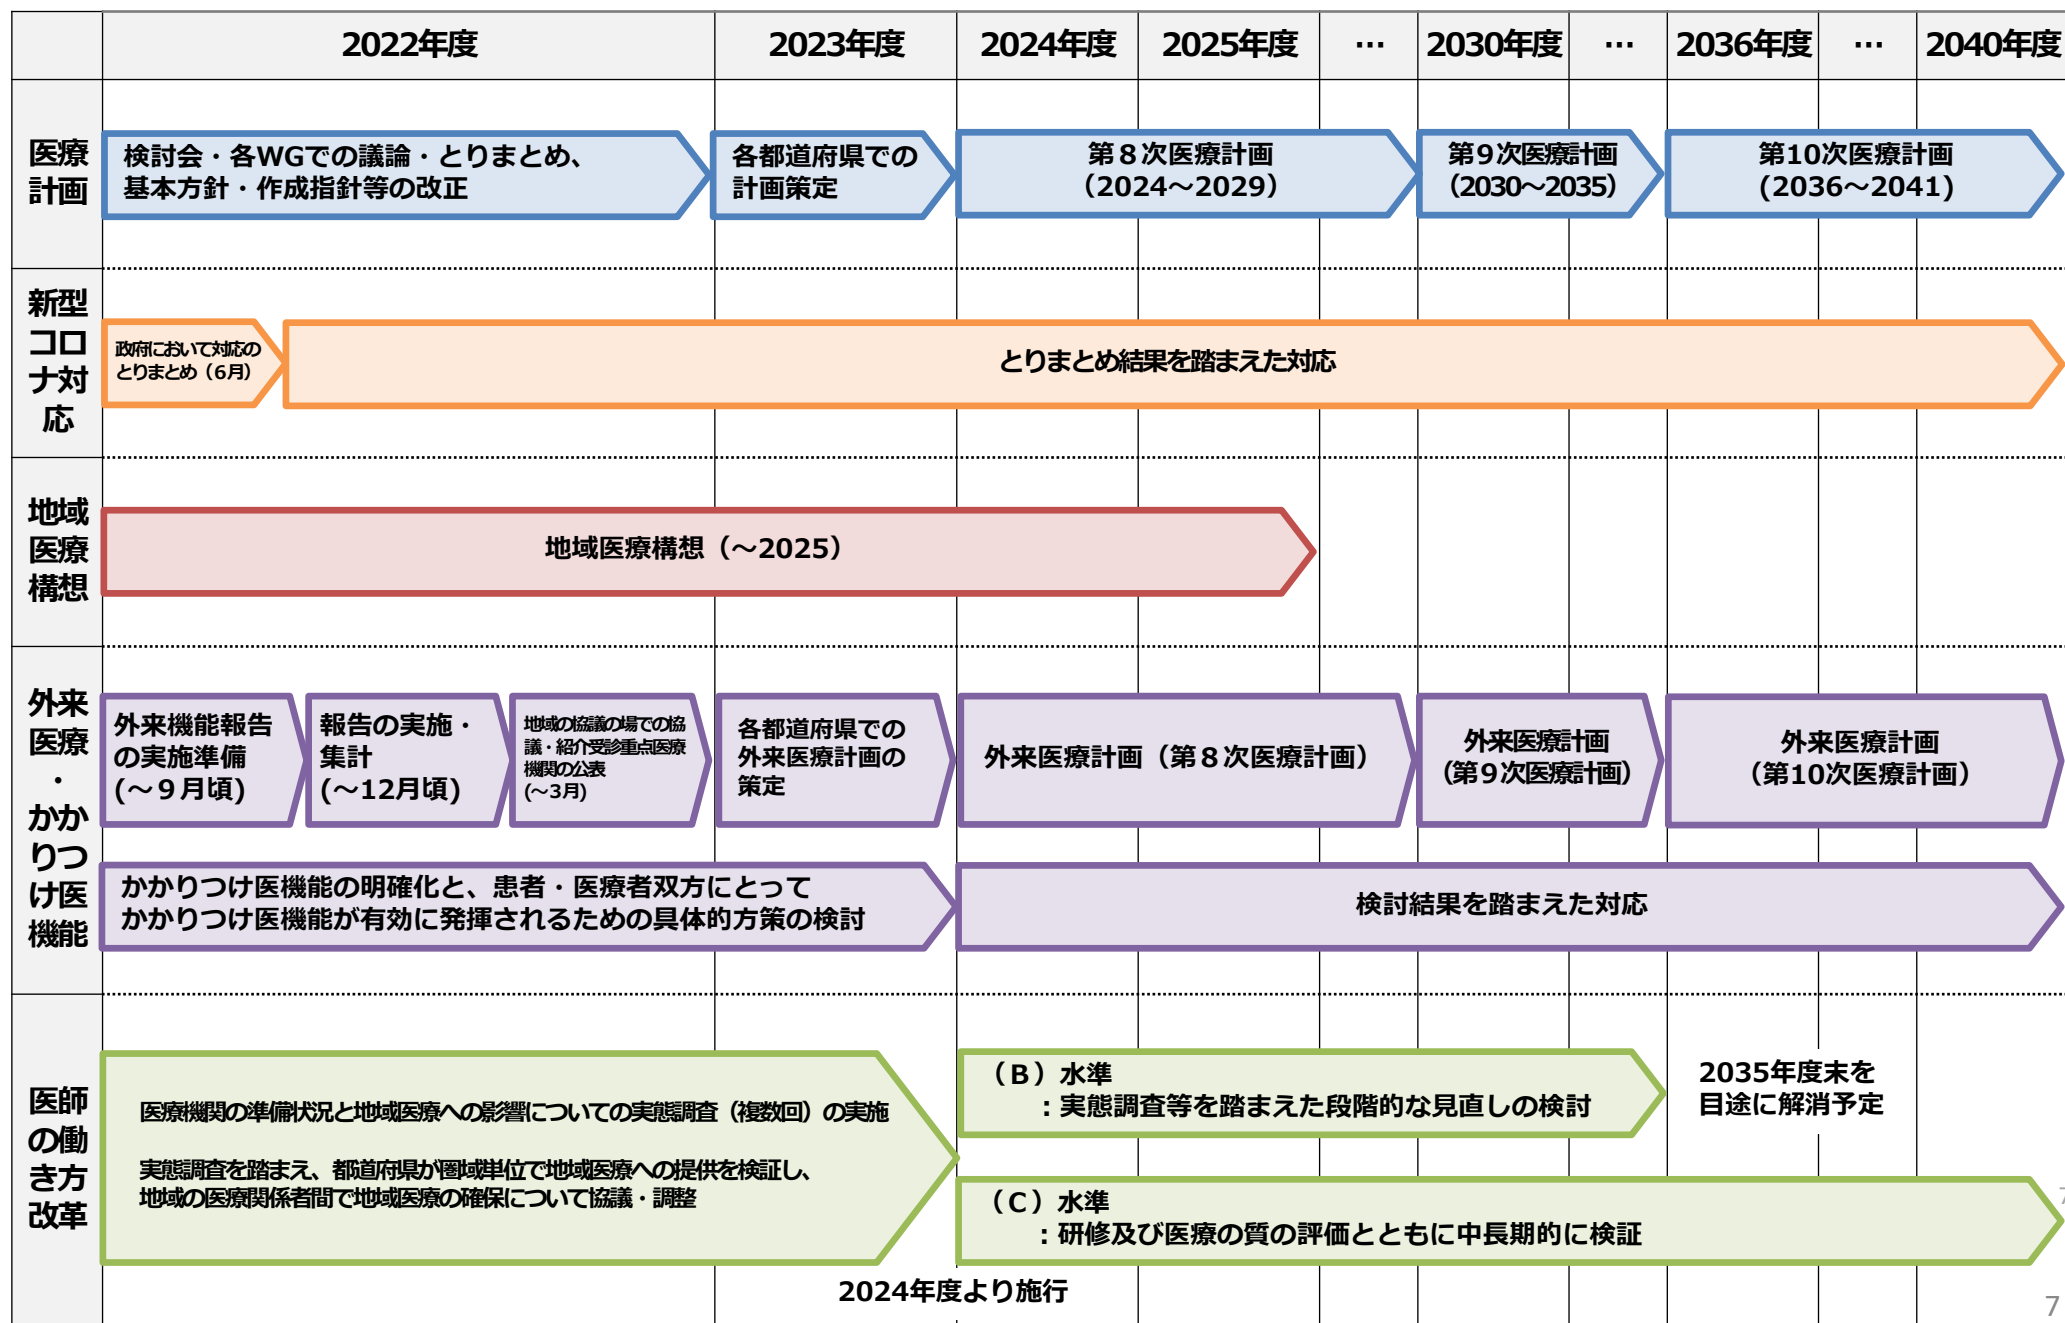 2022年度
2023年度
2024年度
2025年度
…
2030年度
…
2036年度
…
2040年度
医療
計画
検討会・各WGでの議論・とりまとめ、
基本方針・作成指針等の改正
各都道府県での
計画策定
第８次医療計画
（2024～2029）
第９次医療計画
（2030～2035）
第10次医療計画
(2036～2041)
新型
コロ
ナ対
応
政府において対応の
とりまとめ（6月）
とりまとめ結果を踏まえた対応
地域
医療
構想
地域医療構想（～2025）
外来
医療
・
かか
りつ
け医
機能
外来機能報告
の実施準備
(～９月頃)
報告の実施・
集計
(～12月頃)
地域の協議の場での協
議・紹介受診重点医療
機関の公表
(～3月)
各都道府県での
外来医療計画の
策定
外来医療計画（第８次医療計画）
外来医療計画
（第９次医療計画）
外来医療計画
（第10次医療計画）
かかりつけ医機能の明確化と、患者・医療者双方にとって
かかりつけ医機能が有効に発揮されるための具体的方策の検討
検討結果を踏まえた対応
医師
の働
き方
改革
医療機関の準備状況と地域医療への影響についての実態調査（複数回）の実施
実態調査を踏まえ、都道府県が圏域単位で地域医療への提供を検証し、
地域の医療関係者間で地域医療の確保について協議・調整
（Ｂ）水準
：実態調査等を踏まえた段階的な見直しの検討
2035年度末を
目途に解消予定
（Ｃ）水準
：研修及び医療の質の評価とともに中長期的に検証
7
2024年度より施行
7